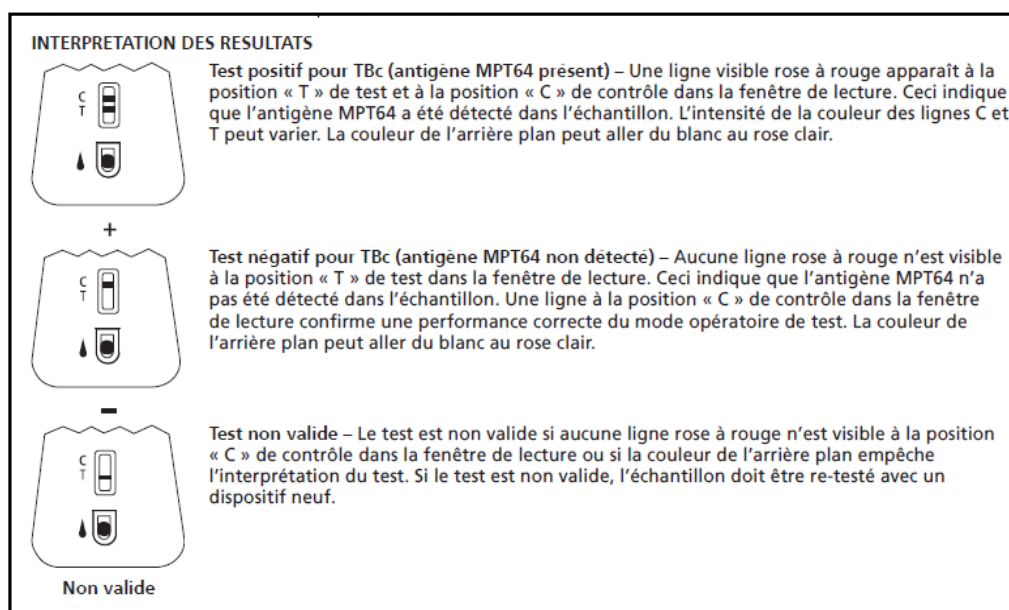 INTERPRETATION DES RESULTATS
C
T
Test positif pour TBc (antigène MPT64 présent) – Une ligne visible rose à rouge apparaît à la
position « T » de test et à la position « C » de contrôle dans la fenêtre de lecture. Ceci indique
que l’antigène MPT64 a été détecté dans l’échantillon. L’intensité de la couleur des lignes C et
T peut varier. La couleur de l’arrière plan peut aller du blanc au rose clair.
+
C
T
Test négatif pour TBc (antigène MPT64 non détecté) – Aucune ligne rose à rouge n’est visible
à la position « T » de test dans la fenêtre de lecture. Ceci indique que l’antigène MPT64 n’a
pas été détecté dans l’échantillon. Une ligne à la position « C » de contrôle dans la fenêtre
de lecture confirme une performance correcte du mode opératoire de test. La couleur de
l’arrière plan peut aller du blanc au rose clair.
–
C
T
Test non valide – Le test est non valide si aucune ligne rose à rouge n’est visible à la position
« C » de contrôle dans la fenêtre de lecture ou si la couleur de l’arrière plan empêche
l’interprétation du test. Si le test est non valide, l’échantillon doit être re-testé avec un
dispositif neuf.
Non valide